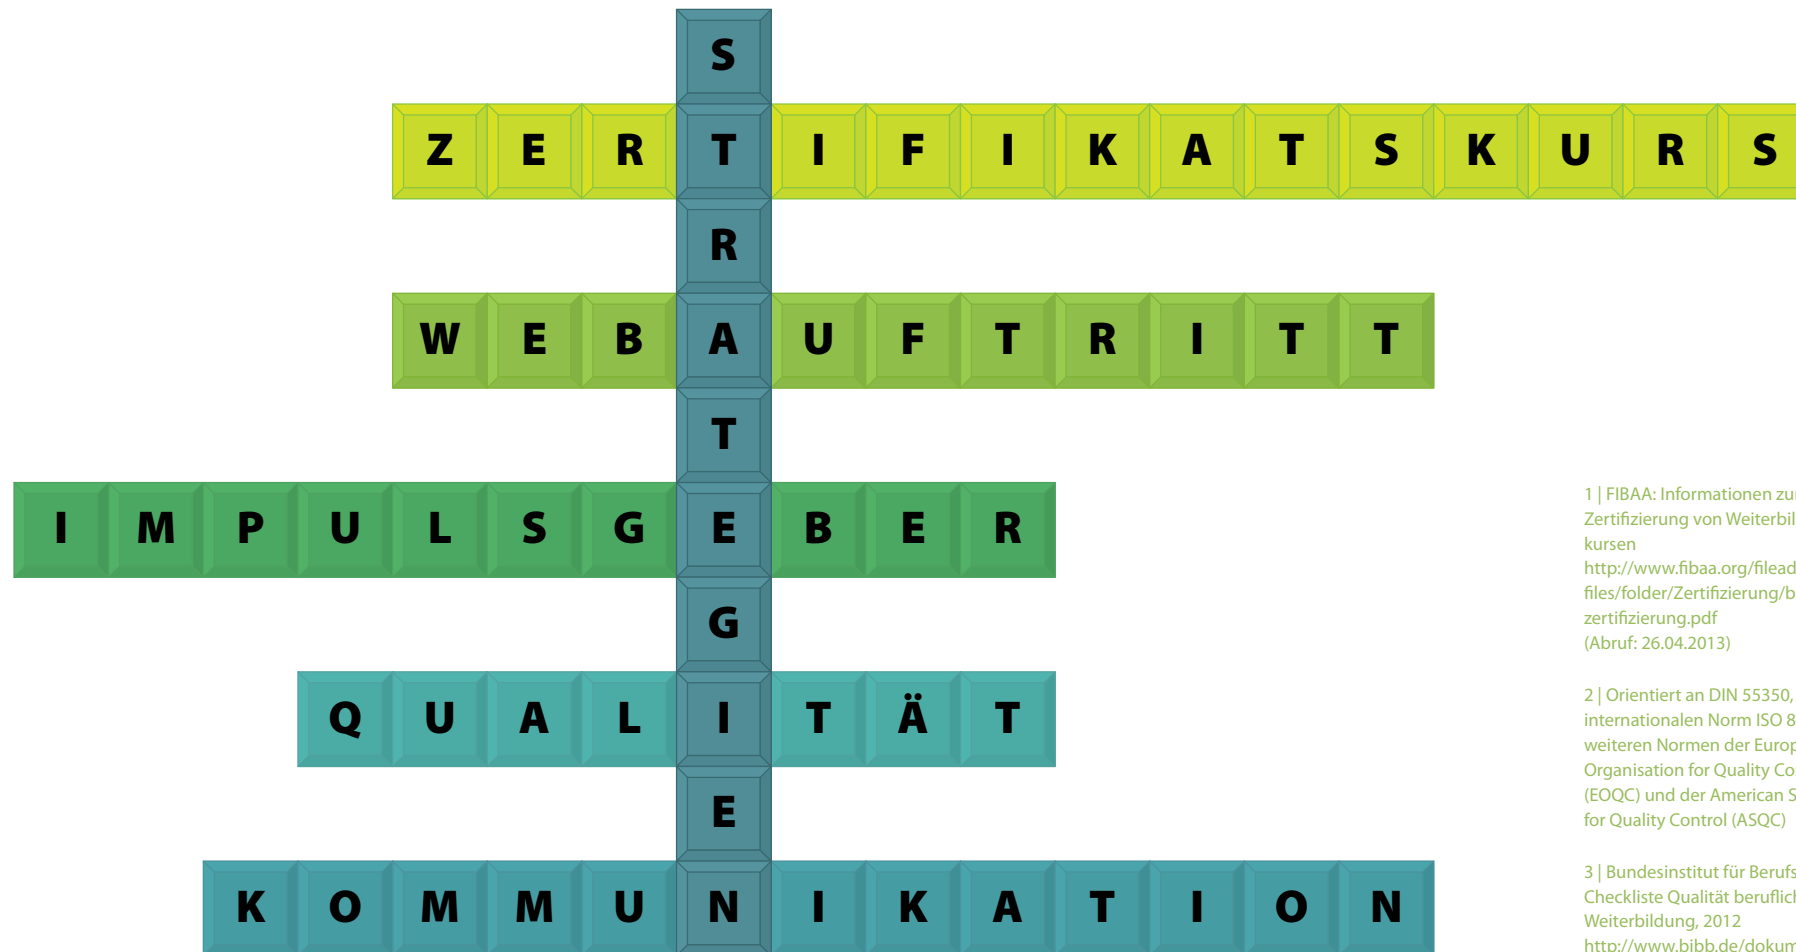 STRATEGIEN
ZERTIFIKATSKURS
WEBAUFTRITT
IMPULSGEBER
QUALITÄT
KOMMUNIKATION
1 | FIBAA: Informationen zur
Zertifizierung von Weiterbil
kursen
http://www.fibaa.org/filead
files/folder/Zertifizierung/b
zertifizierung.pdf
(Abruf: 26.04.2013)
2 | Orientiert an DIN 55350,
internationalen Norm ISO 8
weiteren Normen der Europ
Organisation for Quality Co
(EOQC) und der American S
for Quality Control (ASQC)
3 | Bundesinstitut für Berufs
Checkliste Qualität beruflich
Weiterbildung, 2012
http://www.bibb.de/dokum